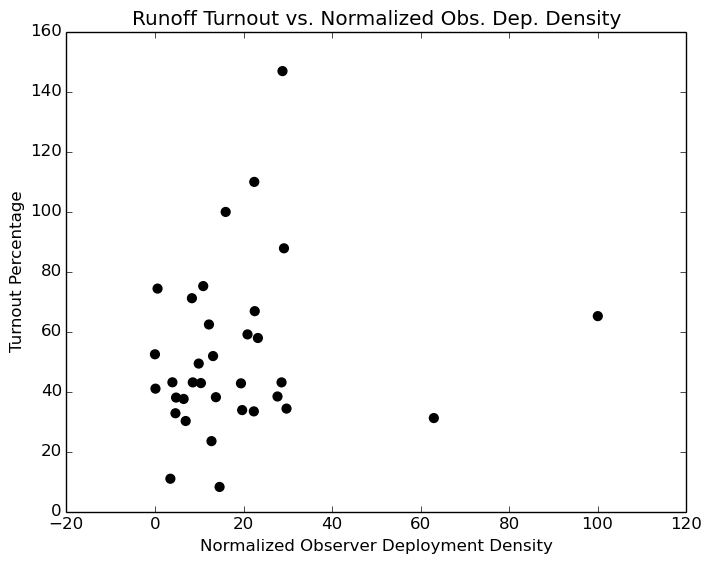 Runoff Turnout vs. Normalized Obs. Dep. Density
160
140
120
100
80
60
40
20
0
Turnout Percentage
−20 0 20 40 60 80 100 120
Normalized Observer Deployment Density